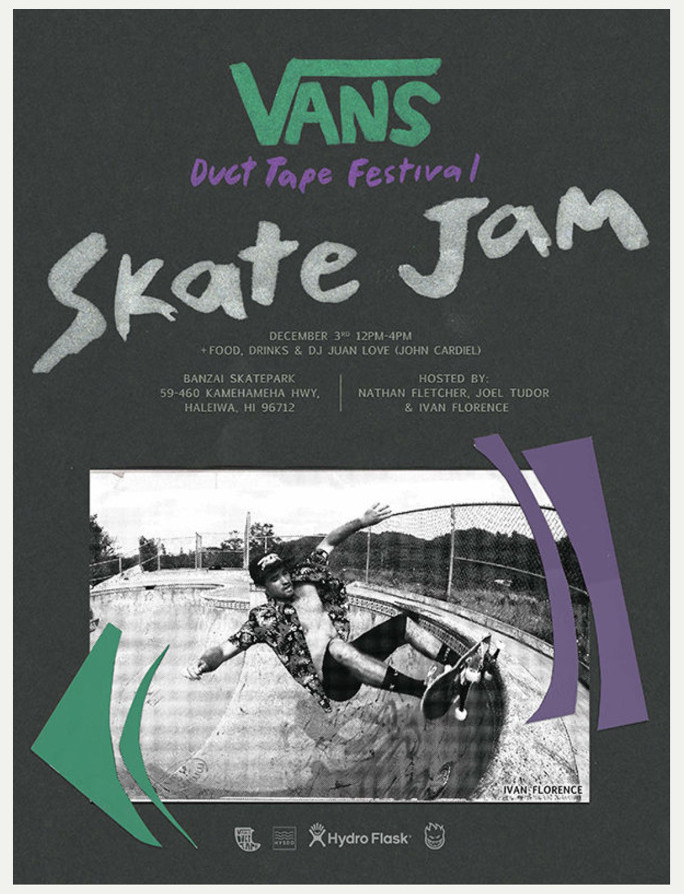 VANS
Duct Tape Festival
Skate Jam
DECEMBER 3RD 12PM-4PM
+FOOD, DRINKS & DJ JUAN LOVE (JOHN CARDIEL)
BANZAI SKATEPARK
59-460 KAMEHAMEHA HWY,
HALEIWA, HI 96712
HOSTED BY:
NATHAN FLETCHER, JOEL TUDOR
& IVAN FLORENCE
IVAN FLORENCE
Hydro Flask